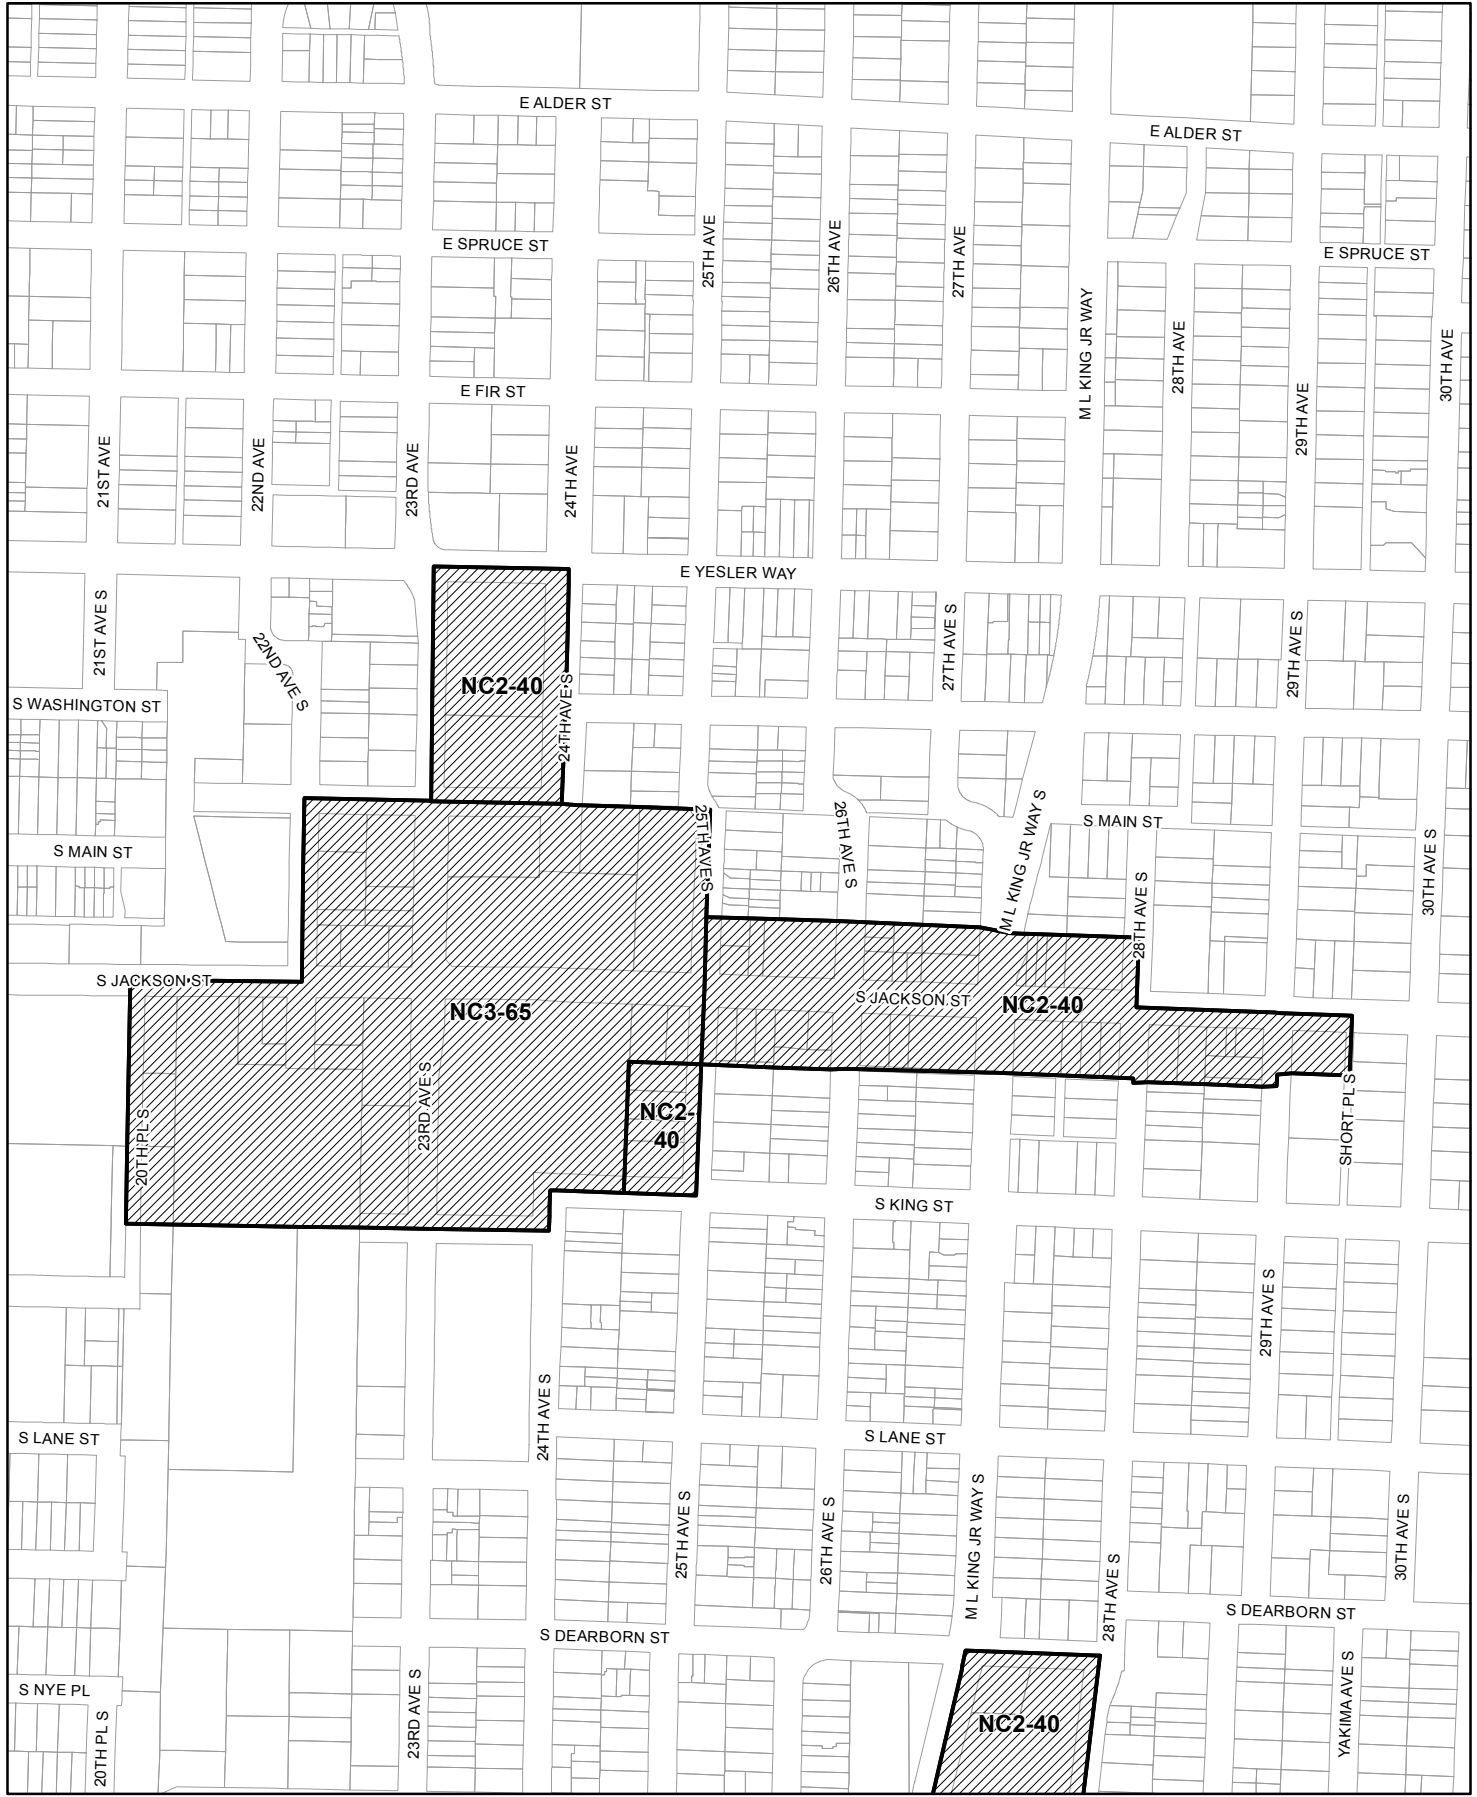 E ALDER ST
E ALDER ST
E SPRUCE ST
E SPRUCE ST
25TH AVE
26TH AVE
27TH AVE
M L KING JR WAY
28TH AVE
29TH AVE
30TH AVE
E FIR ST
21ST AVE
22ND AVE
23RD AVE
24TH AVE
E YESLER WAY
21ST AVE S
22ND AVE S
27TH AVE S
29TH AVE S
NC2-40
24TH AVE S
S WASHINGTON ST
25TH AVE S
26TH AVE S
M L KING JR WAY S
S MAIN ST
S MAIN ST
28TH AVE S
30TH AVE S
S JACKSON ST
NC3-65
S JACKSON ST
NC2-40
23RD AVE S
20TH PL S
NC2-
40
SHORT PL S
S KING ST
29TH AVE S
24TH AVE S
S LANE ST
S LANE ST
25TH AVE S
26TH AVE S
M L KING JR WAY S
28TH AVE S
30TH AVE S
S DEARBORN ST
S DEARBORN ST
S NYE PL
20TH PL S
23RD AVE S
NC2-40
YAKIMA AVE S